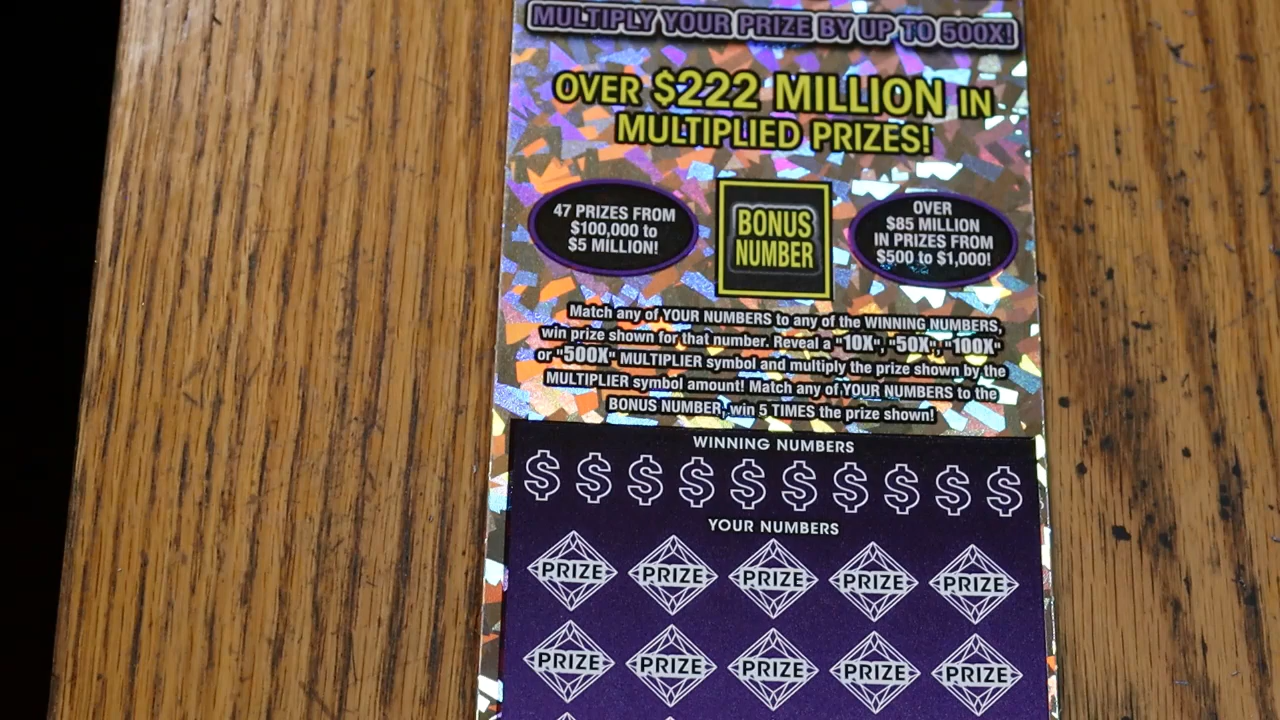 MULTIPLY YOUR PRIZE BY UP TO 500X!
OVER $222 MILLION IN
MULTIPLIED PRIZES!
47 PRIZES FROM
$100,000 to
$5 MILLION!
BONUS
NUMBER
OVER
$85 MILLION
IN PRIZES FROM
$500 to $1,000!
Match any of YOUR NUMBERS to any of the WINNING NUMBERS,
win prize shown for that number. Reveal a "10X", "50X", "100X"
or "500X" MULTIPLIER symbol and multiply the prize shown by the
MULTIPLIER symbol amount! Match any of YOUR NUMBERS to the
BONUS NUMBER, win 5 TIMES the prize shown!
WINNING NUMBERS
$ $ $ $ $ $ $ $ $ $
YOUR NUMBERS
PRIZE PRIZE PRIZE PRIZE PRIZE
PRIZE PRIZE PRIZE PRIZE PRIZE